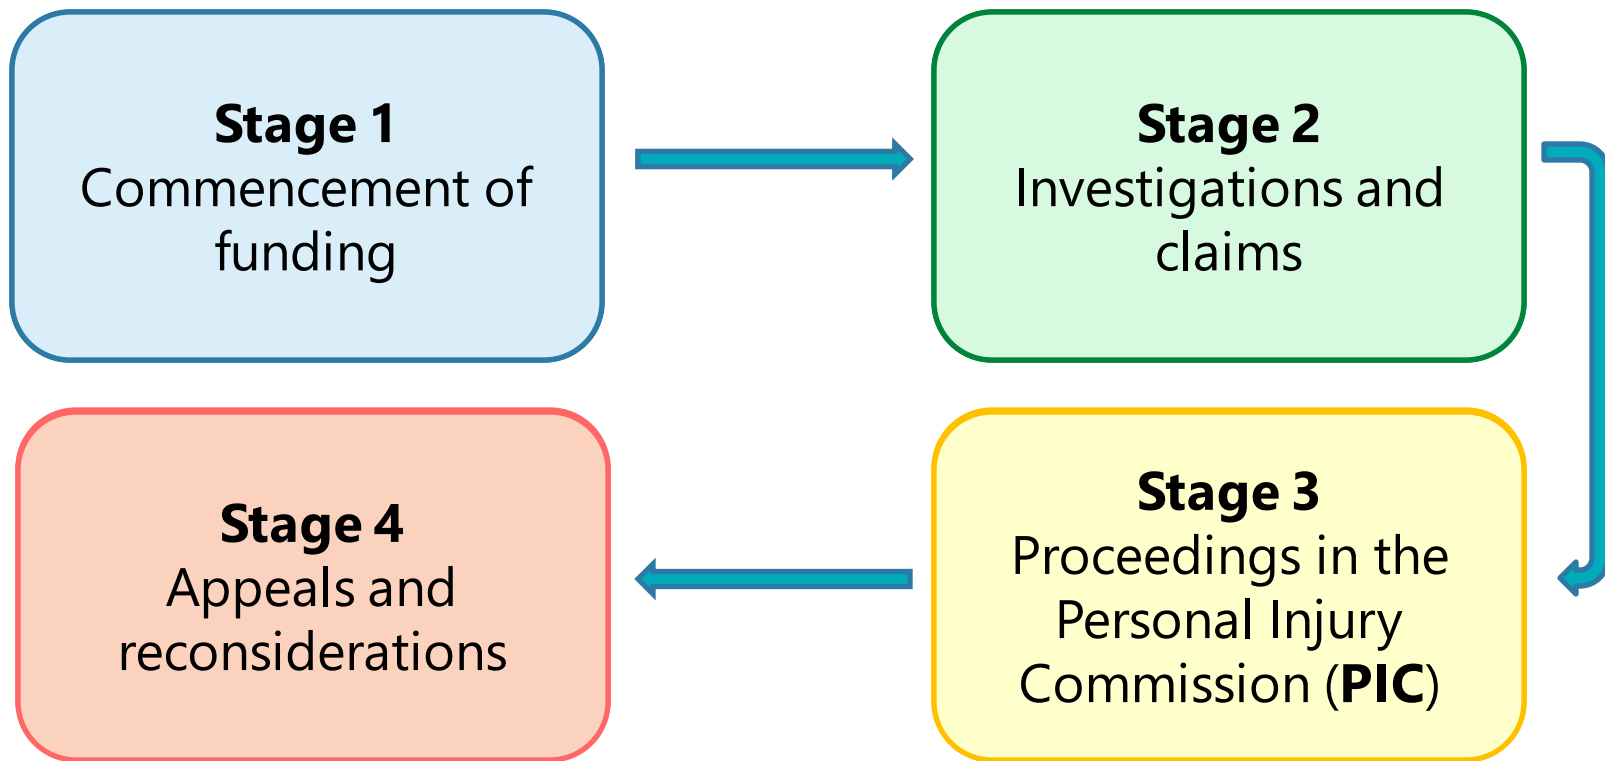 Stage 1
Commencement of
funding
Stage 2
Investigations and
claims
Stage 3
Proceedings in the
Personal Injury
Commission (PIC)
Stage 4
Appeals and
reconsiderations